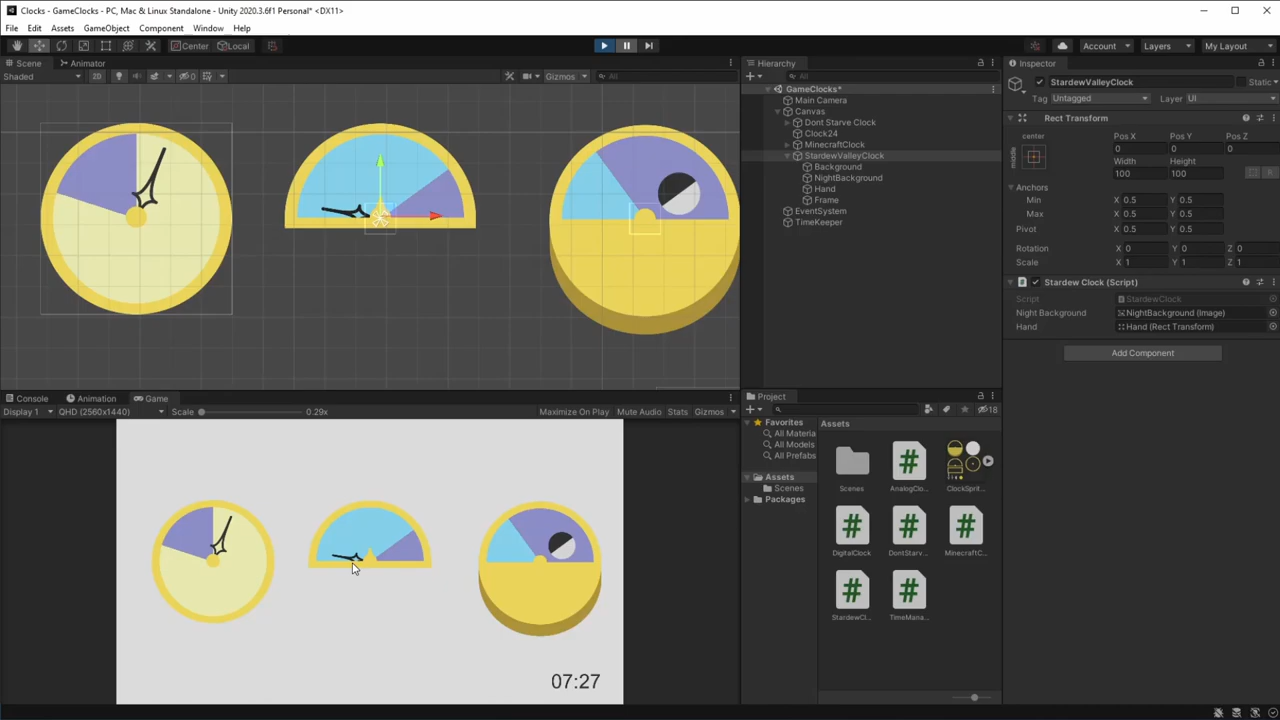 Clocks - GameClocks - PC, Mac & Linux Standalone - Unity 2020.3.6f1 Personal* <DX11>
File Edit Assets GameObject Component Window Help
Center Local Account Layers My Layout
Scene Animator
Shaded 2D 0 Gizmos All
Hierarchy
All
GameClocks*
Main Camera
Canvas
Dont Starve Clock
Clock24
MinecraftClock
StardewValleyClock
Background
NightBackground
Hand
Frame
EventSystem
TimeKeeper
Inspector
StardewValleyClock Static
Tag Untagged Layer UI
Rect Transform
center Pos X Pos Y Pos Z
middle 0 0 0
Width Height
100 100 R
Anchors
Min X 0.5 Y 0.5
Max X 0.5 Y 0.5
Pivot X 0.5 Y 0.5
Rotation X 0 Y 0 Z 0
Scale X 1 Y 1 Z 1
Stardew Clock (Script)
Script StardewClock
Night Background NightBackground (Image)
Hand Hand (Rect Transform)
Add Component
Console Animation Game
Display 1 QHD (2560x1440) Scale 0.29x Maximize On Play Mute Audio Stats Gizmos
07:27
Project
18
Favorites
All Materia
All Models
All Prefabs
Assets
Scenes
Packages
Assets
Scenes AnalogClo... ClockSprit...
DigitalClock DontStarv... MinecraftC...
StardewCl... TimeMana...